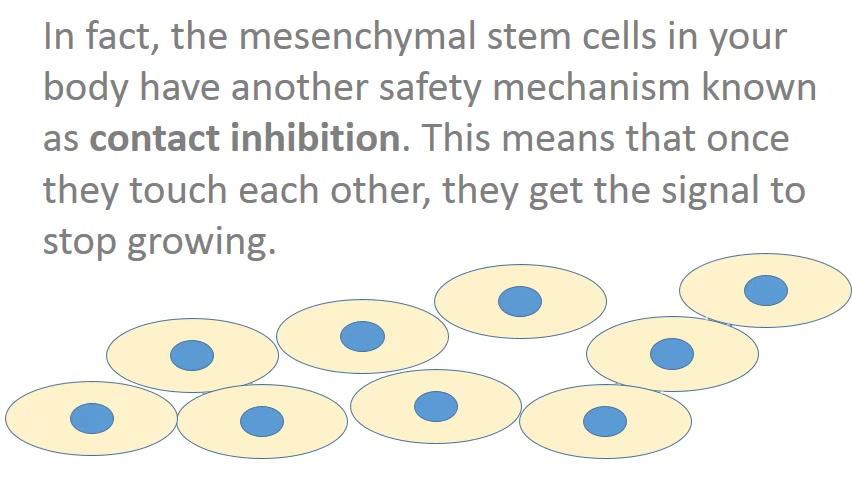 In fact, the mesenchymal stem cells in your
body have another safety mechanism known
as contact inhibition. This means that once
they touch each other, they get the signal to
stop growing.